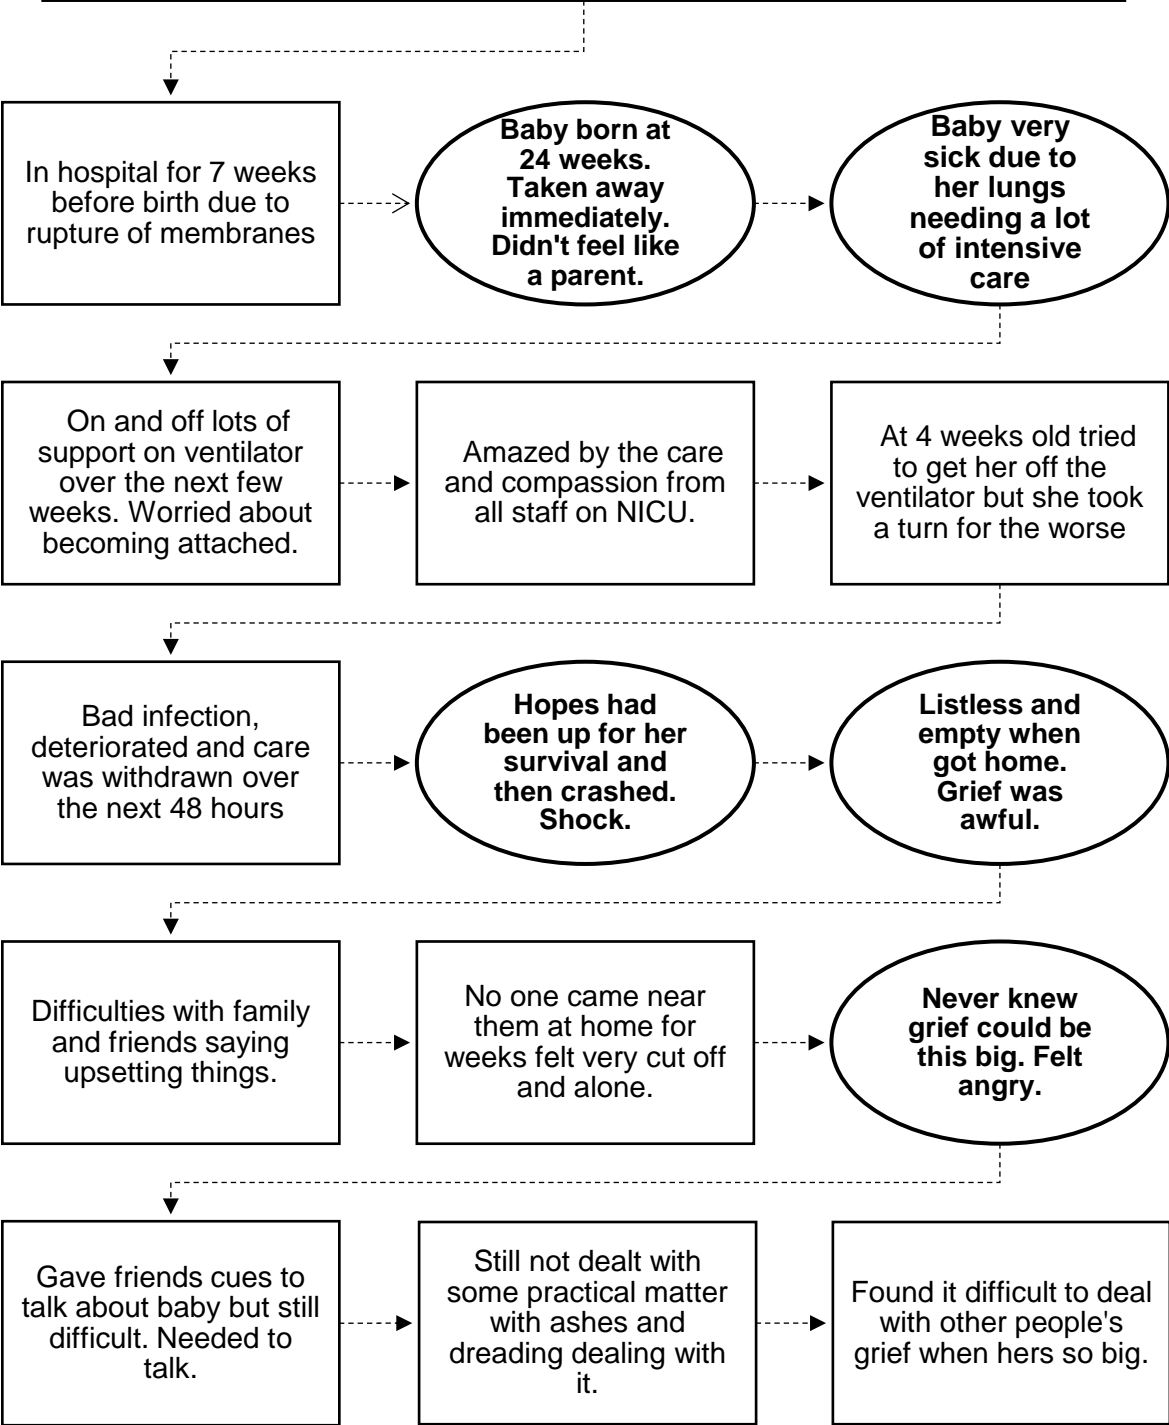 In hospital for 7 weeks
before birth due to
rupture of membranes
Baby born at
24 weeks.
Taken away
immediately.
Didn't feel like
a parent.
Baby very
sick due to
her lungs
needing a lot
of intensive
care
On and off lots of
support on ventilator
over the next few
weeks. Worried about
becoming attached.
Amazed by the care
and compassion from
all staff on NICU.
At 4 weeks old tried
to get her off the
ventilator but she took
a turn for the worse
Bad infection,
deteriorated and care
was withdrawn over
the next 48 hours
Hopes had
been up for her
survival and
then crashed.
Shock.
Listless and
empty when
got home.
Grief was
awful.
Difficulties with family
and friends saying
upsetting things.
No one came near
them at home for
weeks felt very cut off
and alone.
Never knew
grief could be
this big. Felt
angry.
Gave friends cues to
talk about baby but still
difficult. Needed to
talk.
Still not dealt with
some practical matter
with ashes and
dreading dealing with
it.
Found it difficult to deal
with other people's
grief when hers so big.